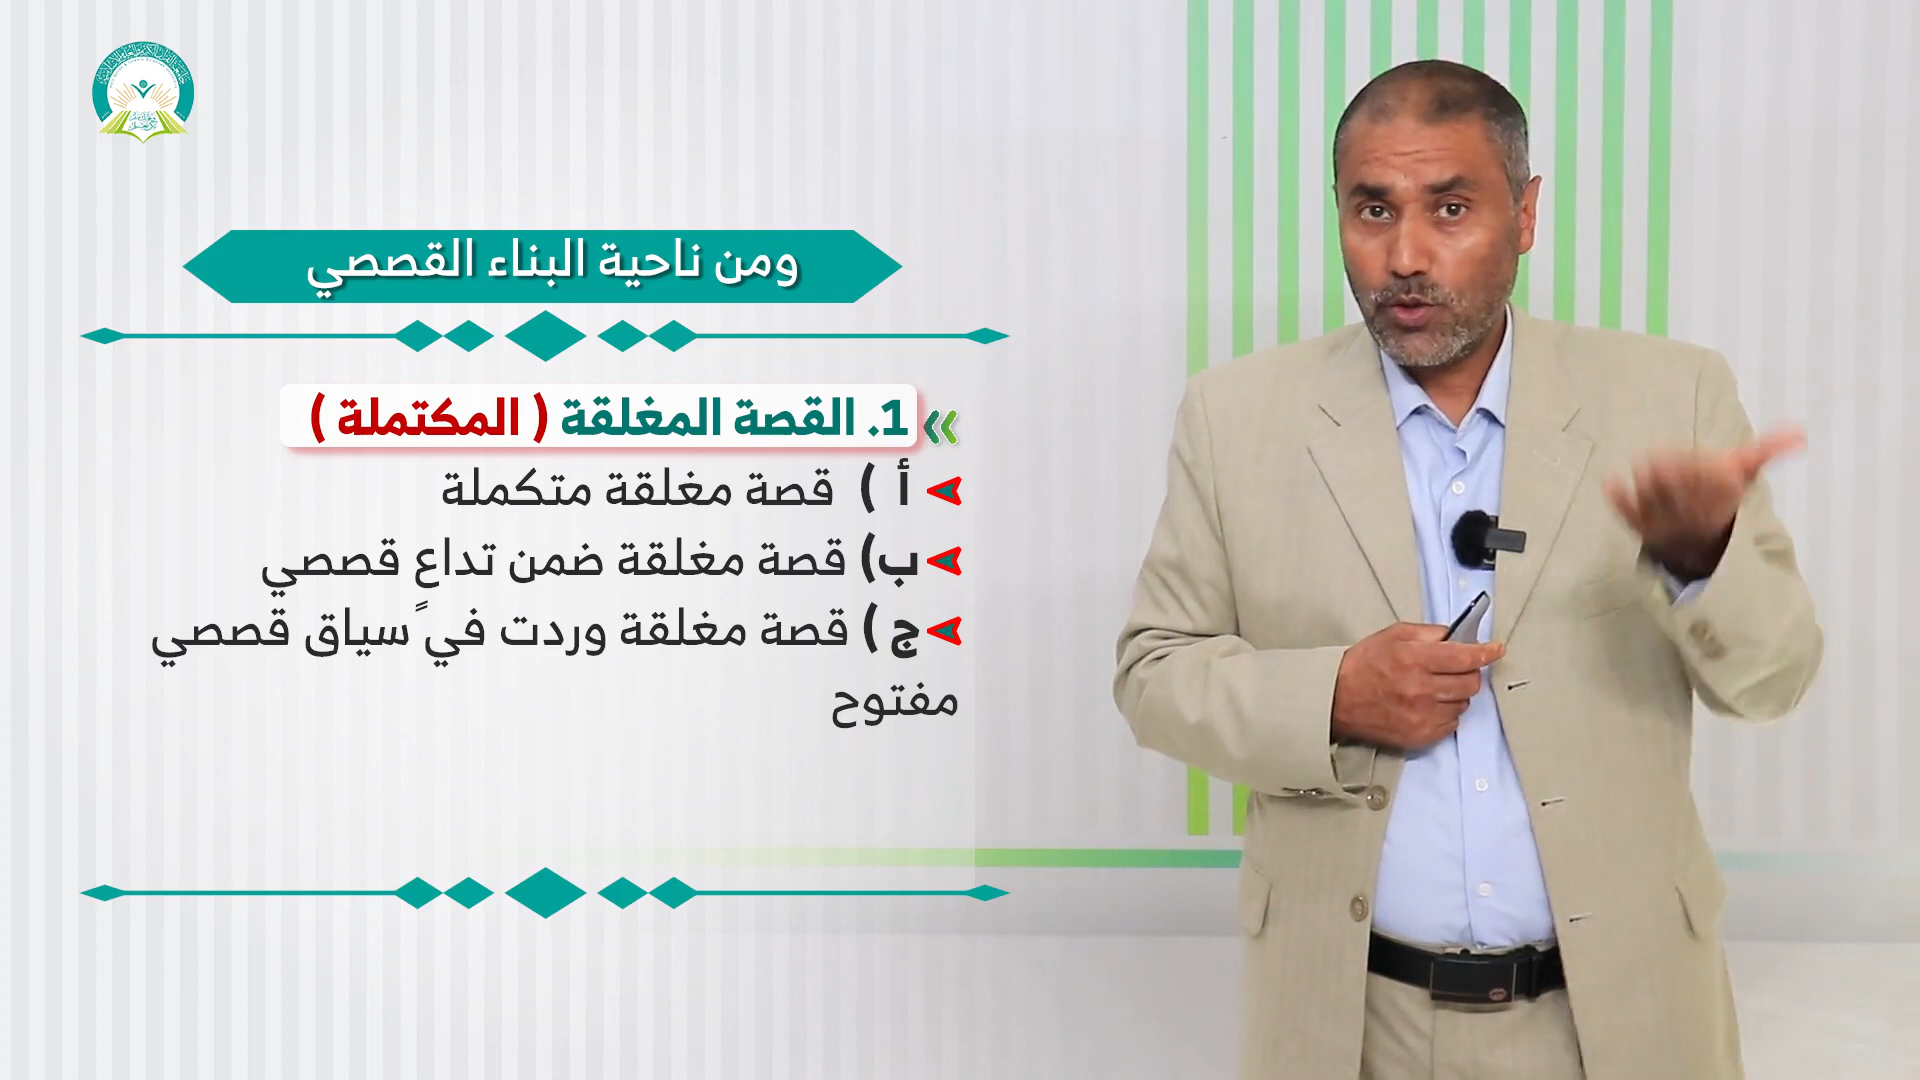 ومن ناحية البناء القصصي
1. القصة المغلقة ( المكتملة )
أ ) قصة مغلقة متكملة
ب) قصة مغلقة ضمن تداعٍ قصصي
ج ) قصة مغلقة وردت في سياق قصصي
مفتوح